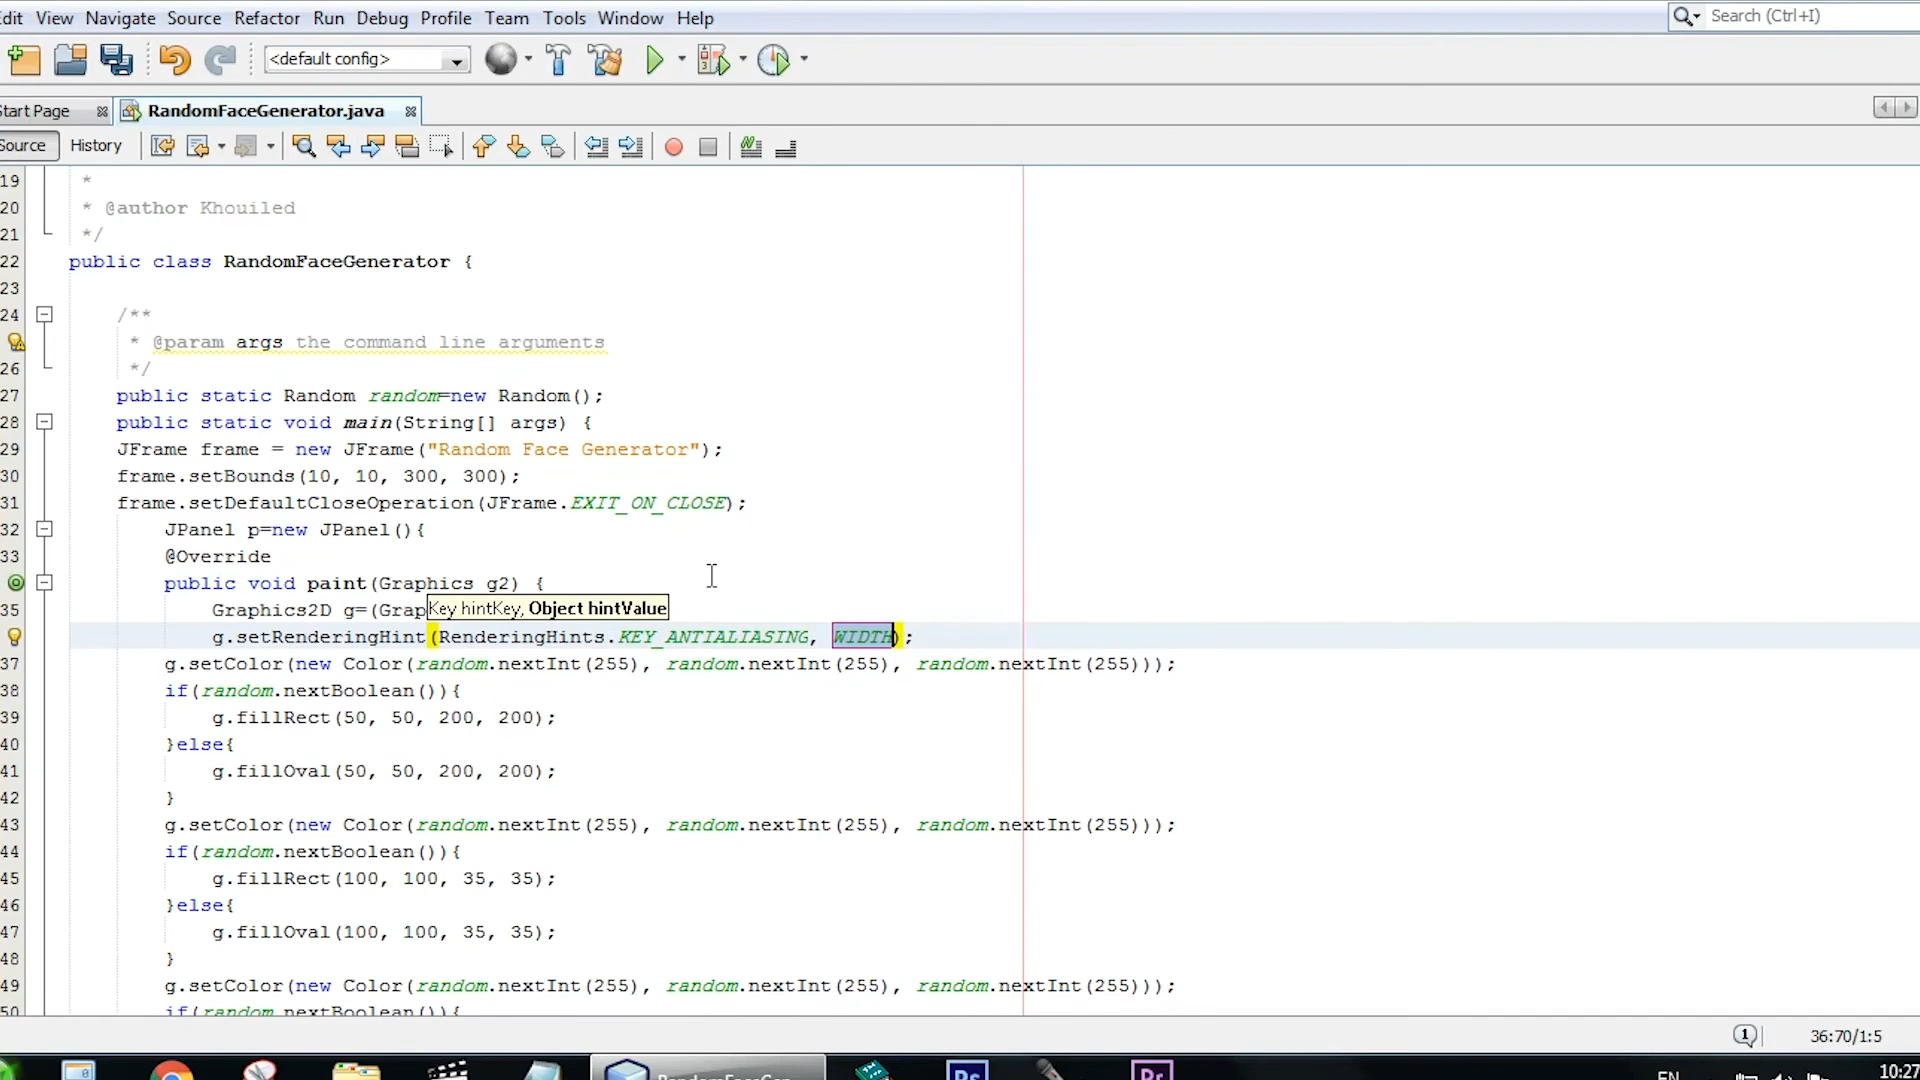 dit View Navigate Source Refactor Run Debug Profile Team Tools Window Help
Search (Ctrl+I)
<default config>
Start Page
RandomFaceGenerator.java
Source History
19 *
20 * @author Khouiled
21 */
22 public class RandomFaceGenerator {
23
24 /**
* @param args the command line arguments
26 */
27 public static Random random=new Random();
28 public static void main(String[] args) {
29 JFrame frame = new JFrame("Random Face Generator");
30 frame.setBounds(10, 10, 300, 300);
31 frame.setDefaultCloseOperation(JFrame.EXIT_ON_CLOSE);
32 JPanel p=new JPanel(){
33 @Override
public void paint(Graphics g2) {
35 Graphics2D g=(Grap
Key hintKey, Object hintValue
g.setRenderingHint(RenderingHints.KEY_ANTIALIASING, WIDTH);
37 g.setColor(new Color(random.nextInt(255), random.nextInt(255), random.nextInt(255)));
38 if(random.nextBoolean()){
39 g.fillRect(50, 50, 200, 200);
40 }else{
41 g.fillOval(50, 50, 200, 200);
42 }
43 g.setColor(new Color(random.nextInt(255), random.nextInt(255), random.nextInt(255)));
44 if(random.nextBoolean()){
45 g.fillRect(100, 100, 35, 35);
46 }else{
47 g.fillOval(100, 100, 35, 35);
48 }
49 g.setColor(new Color(random.nextInt(255), random.nextInt(255), random.nextInt(255)));
50 if(random.nextBoolean()){
1
36:70/1:5
RandomFaceGen
Ps
Pr
EN
10:27